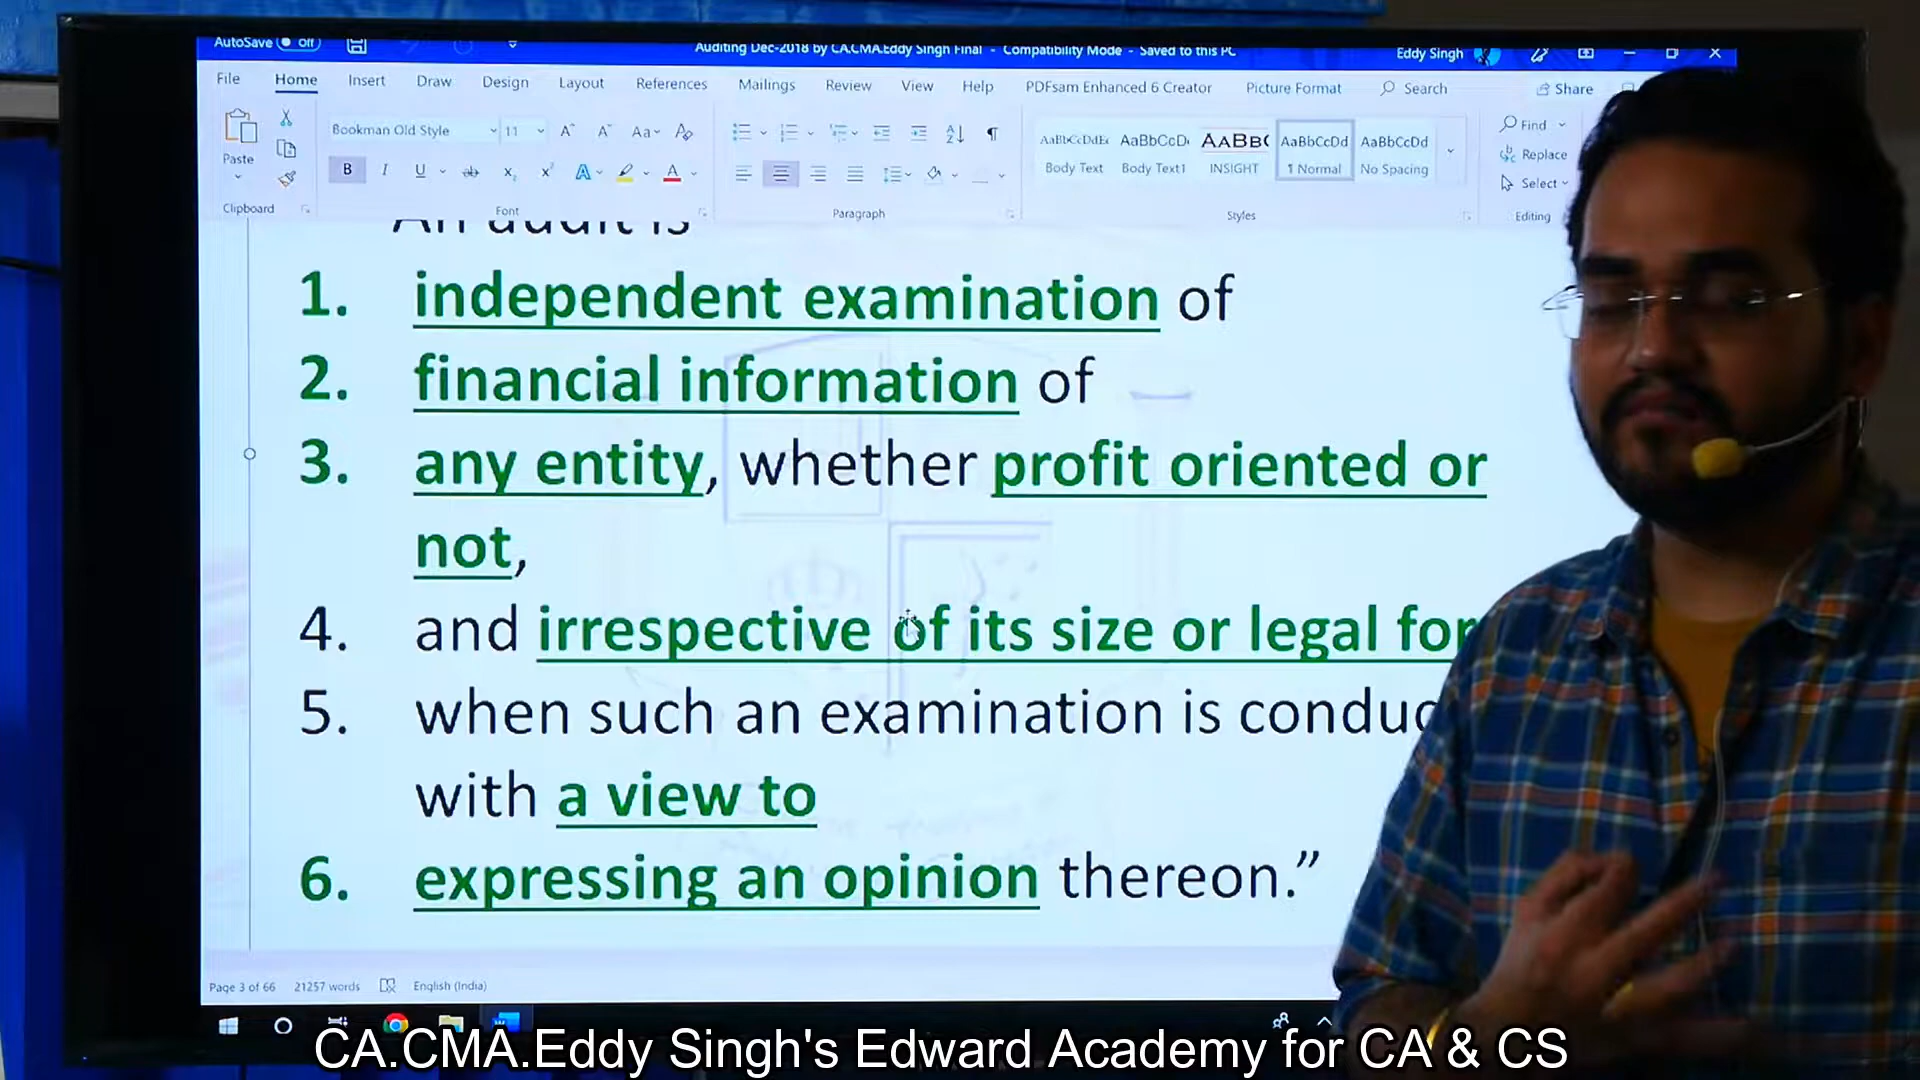 AutoSave Off
Auditing Dec-2018 by CA.CMA.Eddy Singh Final - Compatibility Mode - Saved to this PC
Eddy Singh
File Home Insert Draw Design Layout References Mailings Review View Help PDFsam Enhanced 6 Creator Picture Format Search Share
Paste
Clipboard
Bookman Old Style 11
Font
Paragraph
AaBbCcDdEe AaBbCcD AABBC AaBbCcDd AaBbCcDd
Body Text Body Text1 INSIGHT ¶ Normal No Spacing
Styles
Find
Replace
Select
Editing
An audit is
1. independent examination of
2. financial information of
3. any entity, whether profit oriented or
not,
4. and irrespective of its size or legal for
5. when such an examination is conduc
with a view to
6. expressing an opinion thereon.”
Page 3 of 66 21257 words English (India)
CA.CMA.Eddy Singh's Edward Academy for CA & CS